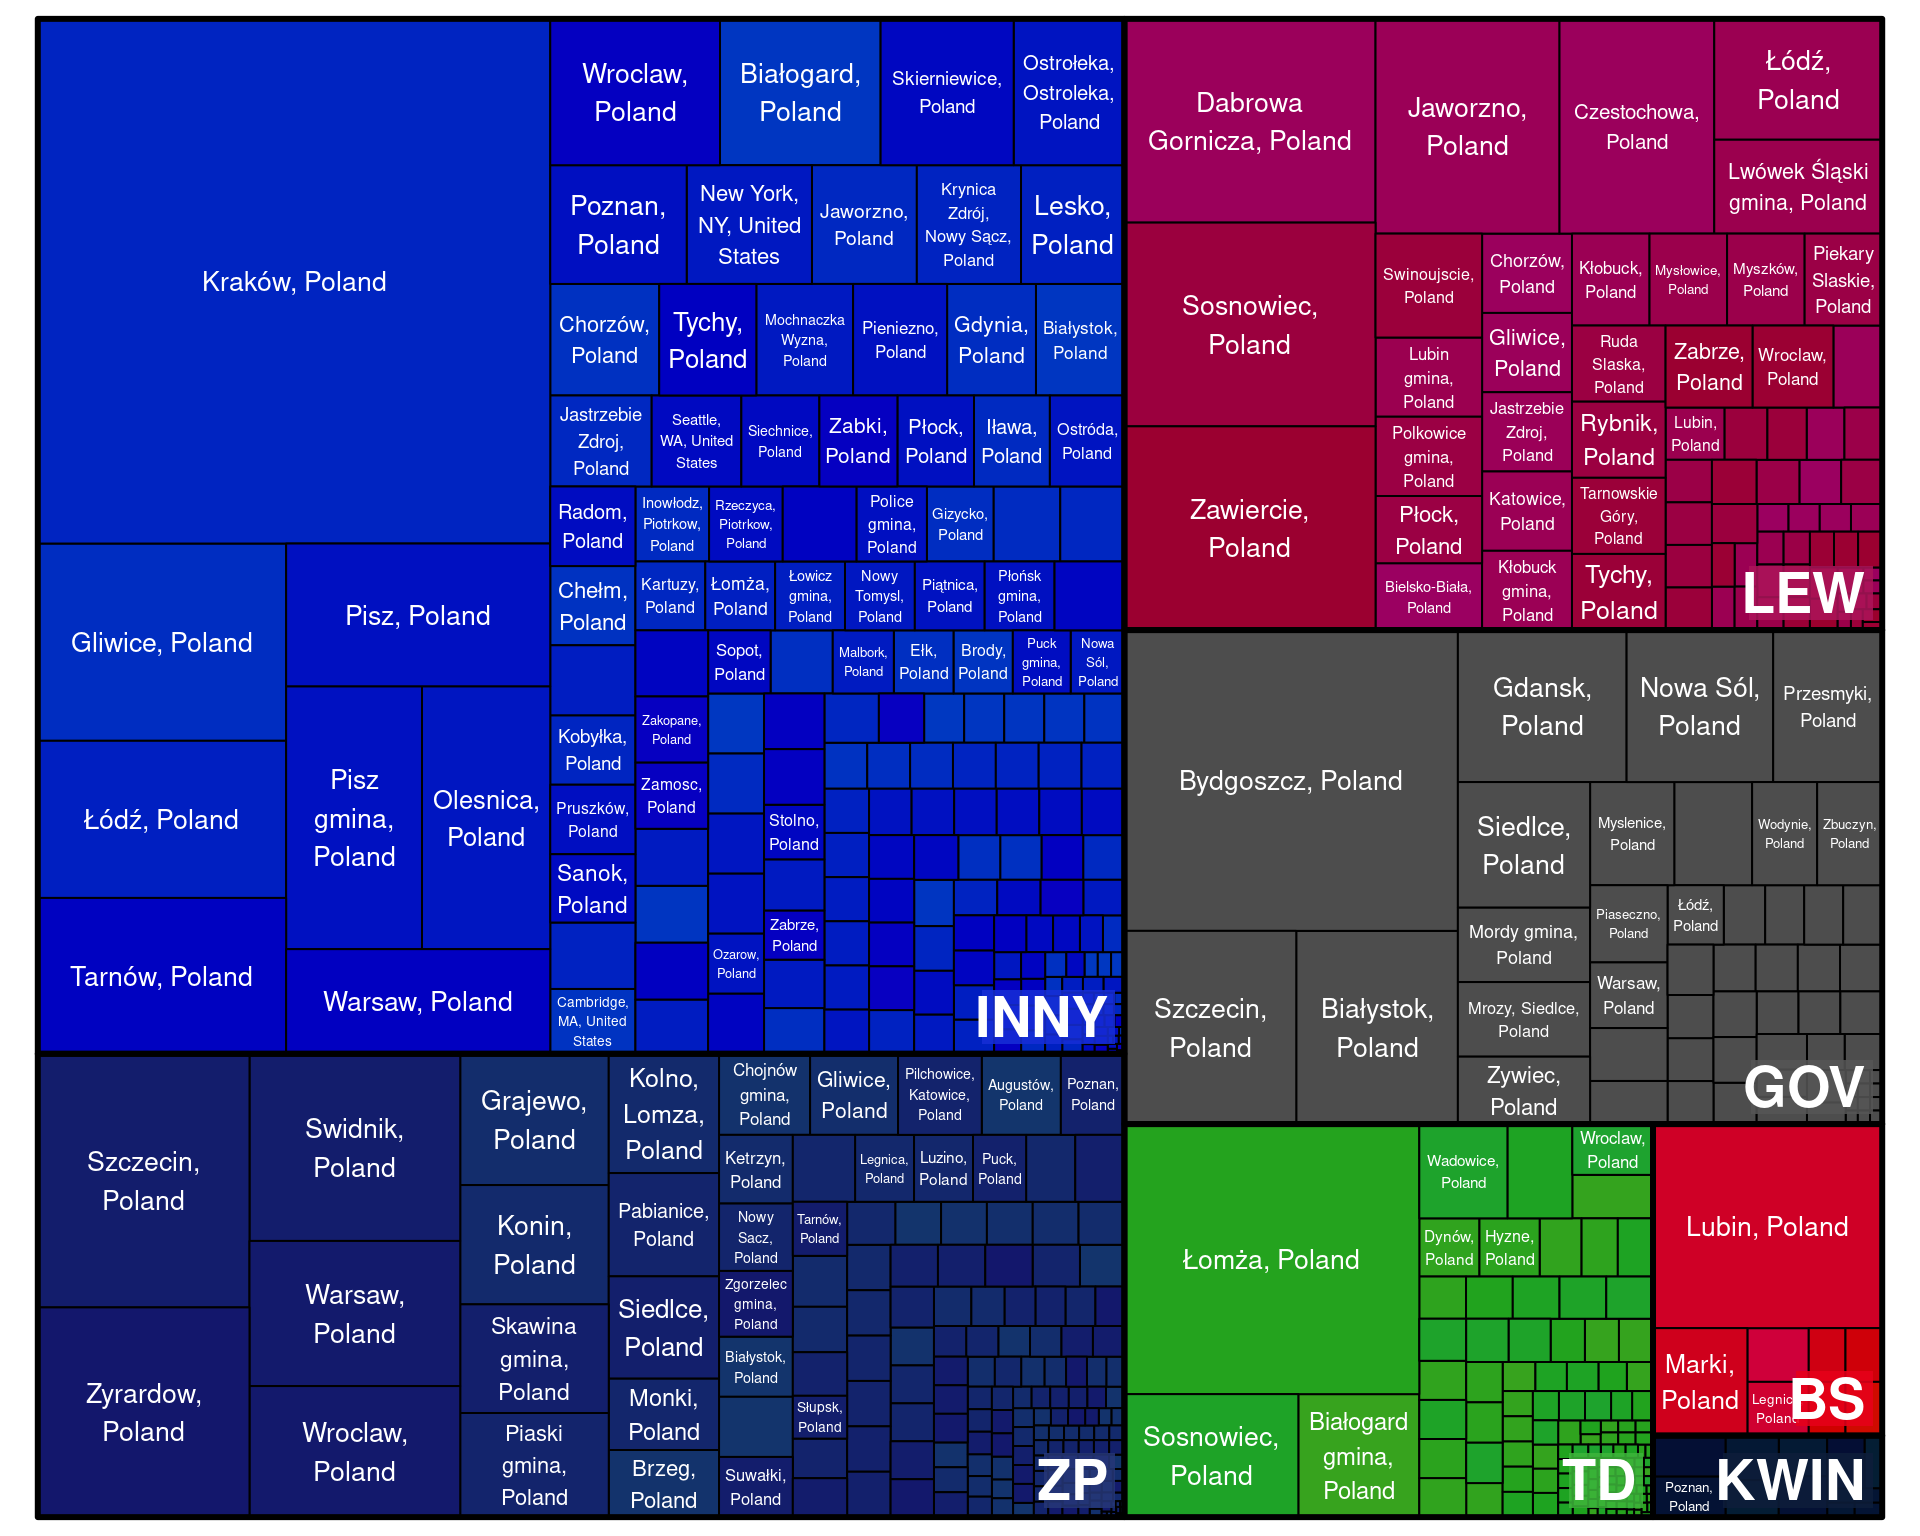 Kraków, Poland
Gliwice, Poland
Łódź, Poland
Tarnów, Poland
Pisz, Poland
Pisz
gmina,
Poland
Olesnica,
Poland
Warsaw, Poland
Wroclaw,
Poland
Białogard,
Poland
Skierniewice,
Poland
Ostrołeka,
Ostroleka,
Poland
Poznan,
Poland
New York,
NY, United
States
Jaworzno,
Poland
Krynica
Zdrój,
Nowy Sącz,
Poland
Lesko,
Poland
Chorzów,
Poland
Tychy,
Poland
Mochnaczka
Wyzna,
Poland
Pieniezno,
Poland
Gdynia,
Poland
Białystok,
Poland
Jastrzebie
Zdroj,
Poland
Seattle,
WA, United
States
Siechnice,
Poland
Zabki,
Poland
Płock,
Poland
Iława,
Poland
Ostróda,
Poland
Radom,
Poland
Inowłodz,
Piotrkow,
Poland
Rzeczyca,
Piotrkow,
Poland
Police
gmina,
Poland
Gizycko,
Poland
Chełm,
Poland
Kartuzy,
Poland
Łomża,
Poland
Łowicz
gmina,
Poland
Nowy
Tomysl,
Poland
Piątnica,
Poland
Płońsk
gmina,
Poland
Sopot,
Poland
Malbork,
Poland
Ełk,
Poland
Brody,
Poland
Puck
gmina,
Poland
Nowa
Sól,
Poland
Kobyłka,
Poland
Zakopane,
Poland
Zamosc,
Poland
Pruszków,
Poland
Stolno,
Poland
Sanok,
Poland
Zabrze,
Poland
Ozarow,
Poland
Cambridge,
MA, United
States
INNY
Dabrowa
Gornicza, Poland
Sosnowiec,
Poland
Zawiercie,
Poland
Jaworzno,
Poland
Czestochowa,
Poland
Łódź,
Poland
Lwówek Śląski
gmina, Poland
Swinoujscie,
Poland
Chorzów,
Poland
Kłobuck,
Poland
Mysłowice,
Poland
Myszków,
Poland
Piekary
Slaskie,
Poland
Lubin
gmina,
Poland
Gliwice,
Poland
Ruda
Slaska,
Poland
Zabrze,
Poland
Wroclaw,
Poland
Polkowice
gmina,
Poland
Jastrzebie
Zdroj,
Poland
Rybnik,
Poland
Lubin,
Poland
Płock,
Poland
Katowice,
Poland
Tarnowskie
Góry,
Poland
Bielsko-Biała,
Poland
Kłobuck
gmina,
Poland
Tychy,
Poland
LEW
Bydgoszcz, Poland
Szczecin,
Poland
Białystok,
Poland
Gdansk,
Poland
Nowa Sól,
Poland
Przesmyki,
Poland
Siedlce,
Poland
Myslenice,
Poland
Wodynie,
Poland
Zbuczyn,
Poland
Mordy gmina,
Poland
Piaseczno,
Poland
Łódź,
Poland
Mrozy, Siedlce,
Poland
Warsaw,
Poland
Zywiec,
Poland
GOV
Szczecin,
Poland
Zyrardow,
Poland
Swidnik,
Poland
Warsaw,
Poland
Wroclaw,
Poland
Grajewo,
Poland
Konin,
Poland
Skawina
gmina,
Poland
Piaski
gmina,
Poland
Kolno,
Lomza,
Poland
Pabianice,
Poland
Siedlce,
Poland
Monki,
Poland
Brzeg,
Poland
Chojnów
gmina,
Poland
Gliwice,
Poland
Pilchowice,
Katowice,
Poland
Augustów,
Poland
Poznan,
Poland
Ketrzyn,
Poland
Legnica,
Poland
Luzino,
Poland
Puck,
Poland
Nowy
Sacz,
Poland
Tarnów,
Poland
Zgorzelec
gmina,
Poland
Białystok,
Poland
Słupsk,
Poland
Suwałki,
Poland
ZP
Łomża, Poland
Sosnowiec,
Poland
Białogard
gmina,
Poland
Wadowice,
Poland
Wroclaw,
Poland
Dynów,
Poland
Hyzne,
Poland
TD
Lubin, Poland
Marki,
Poland
Legnic
Poland
BS
Poznan,
Poland
KWIN